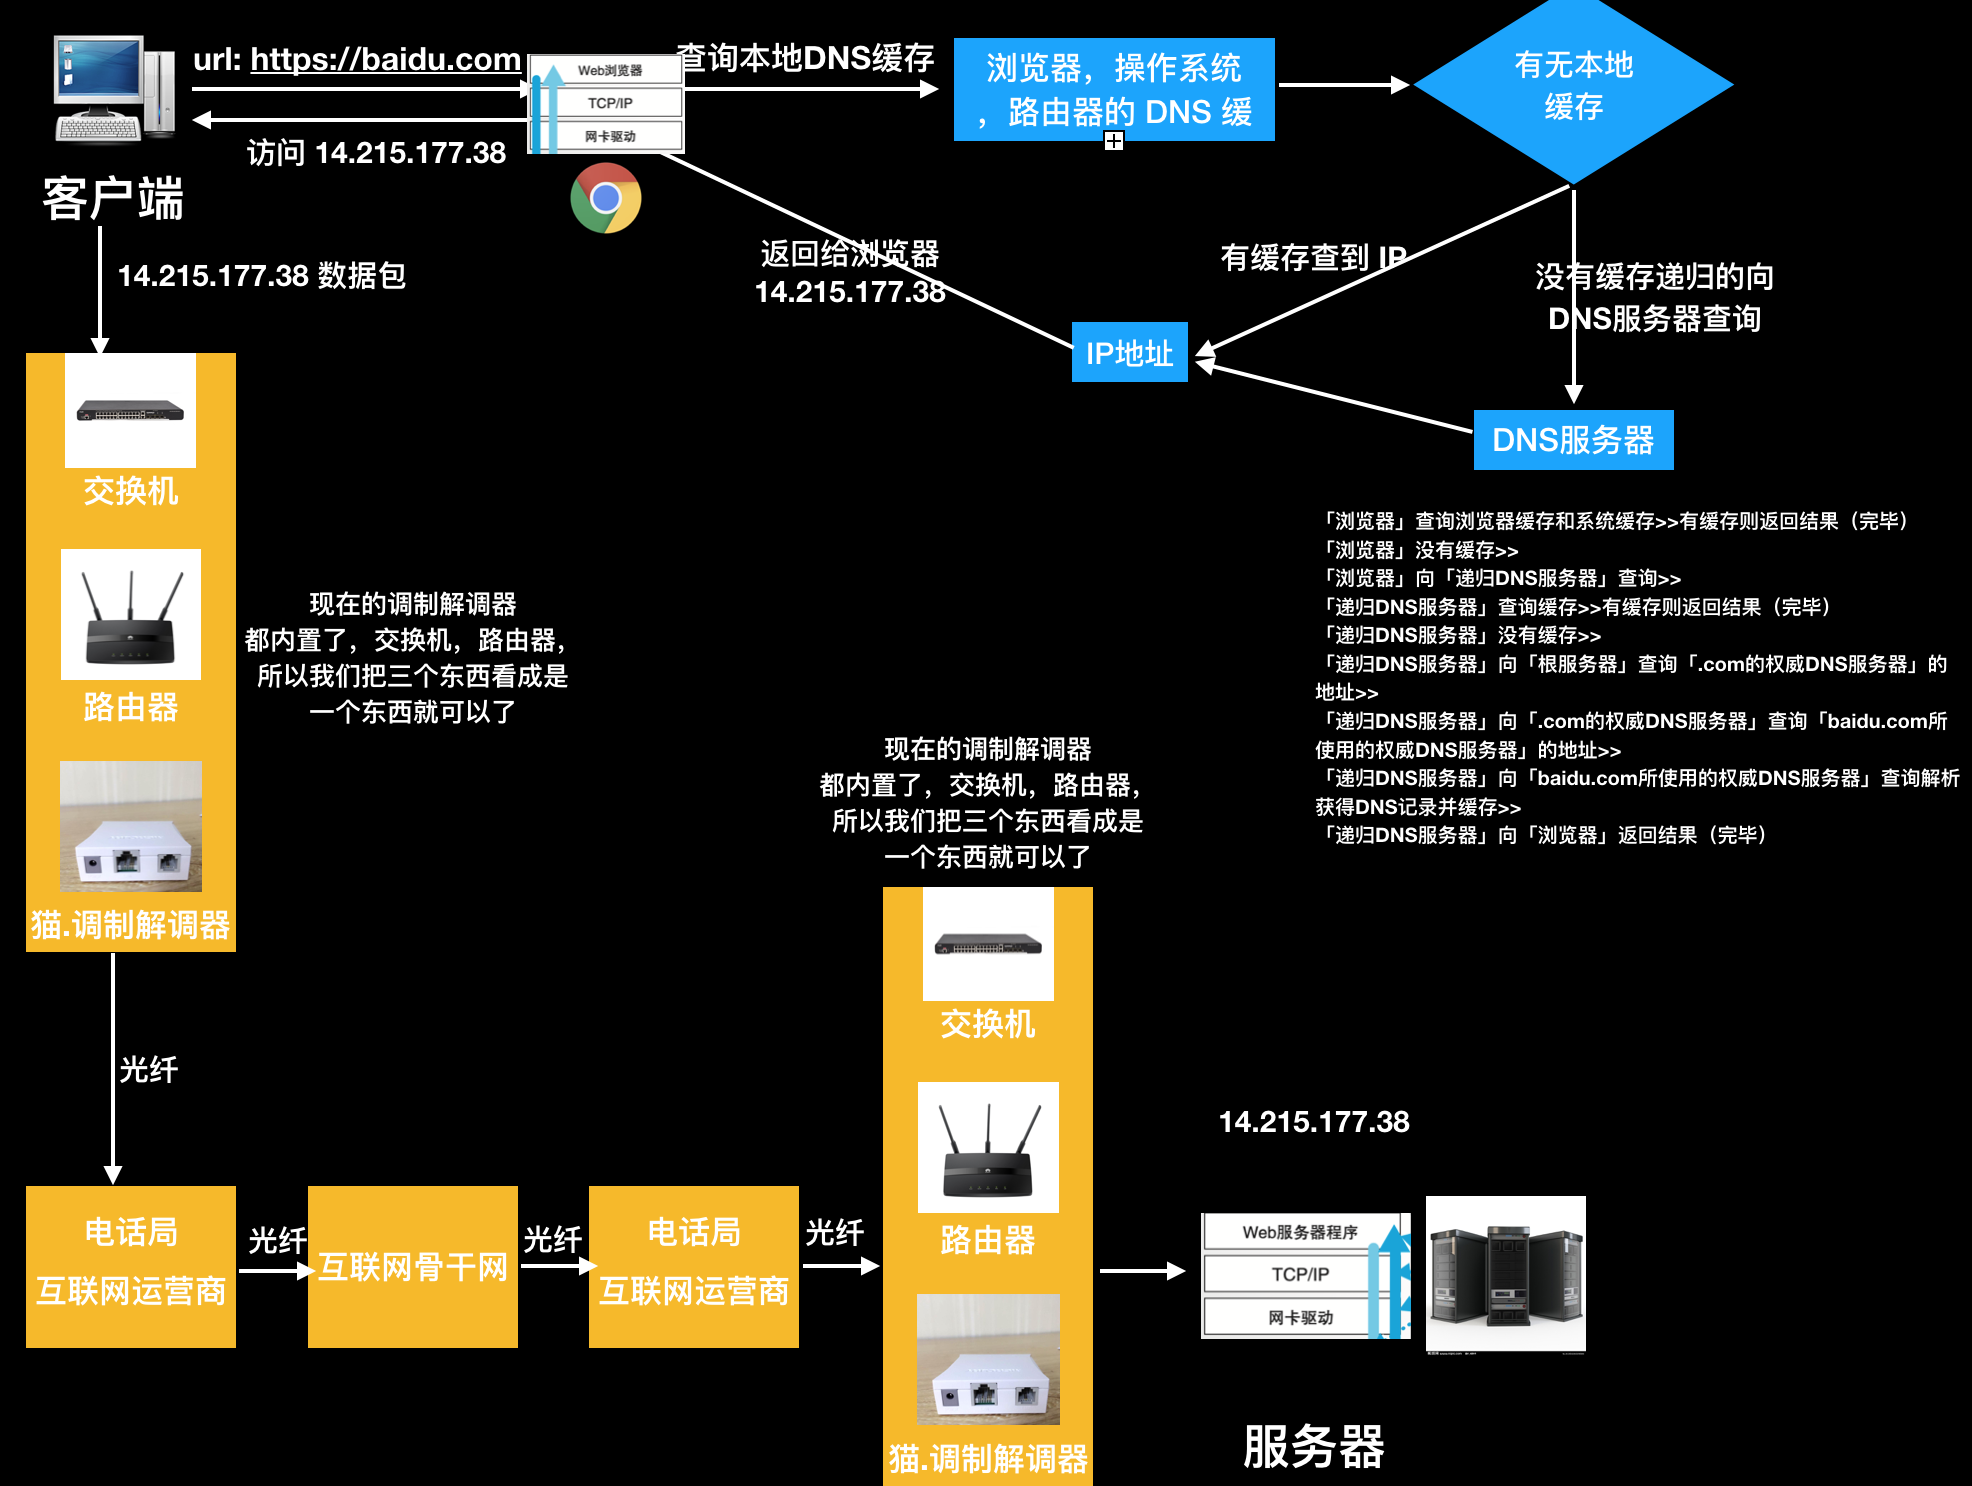 url: https://baidu.com
访问 14.215.177.38
客户端
Web浏览器
TCP/IP
网卡驱动
查询本地DNS缓存
浏览器，操作系统
，路由器的 DNS 缓
有无本地
缓存
返回给浏览器
14.215.177.38
有缓存查到 IP
没有缓存递归的向
DNS服务器查询
IP地址
DNS服务器
「浏览器」查询浏览器缓存和系统缓存>>有缓存则返回结果（完毕）
「浏览器」没有缓存>>
「浏览器」向「递归DNS服务器」查询>>
「递归DNS服务器」查询缓存>>有缓存则返回结果（完毕）
「递归DNS服务器」没有缓存>>
「递归DNS服务器」向「根服务器」查询「.com的权威DNS服务器」的
地址>>
「递归DNS服务器」向「.com的权威DNS服务器」查询「baidu.com所
使用的权威DNS服务器」的地址>>
「递归DNS服务器」向「baidu.com所使用的权威DNS服务器」查询解析
获得DNS记录并缓存>>
「递归DNS服务器」向「浏览器」返回结果（完毕）
14.215.177.38 数据包
交换机
路由器
猫.调制解调器
现在的调制解调器
都内置了，交换机，路由器，
所以我们把三个东西看成是
一个东西就可以了
光纤
电话局
互联网运营商
光纤
互联网骨干网
光纤
电话局
互联网运营商
光纤
现在的调制解调器
都内置了，交换机，路由器，
所以我们把三个东西看成是
一个东西就可以了
交换机
路由器
猫.调制解调器
14.215.177.38
Web服务器程序
TCP/IP
网卡驱动
服务器